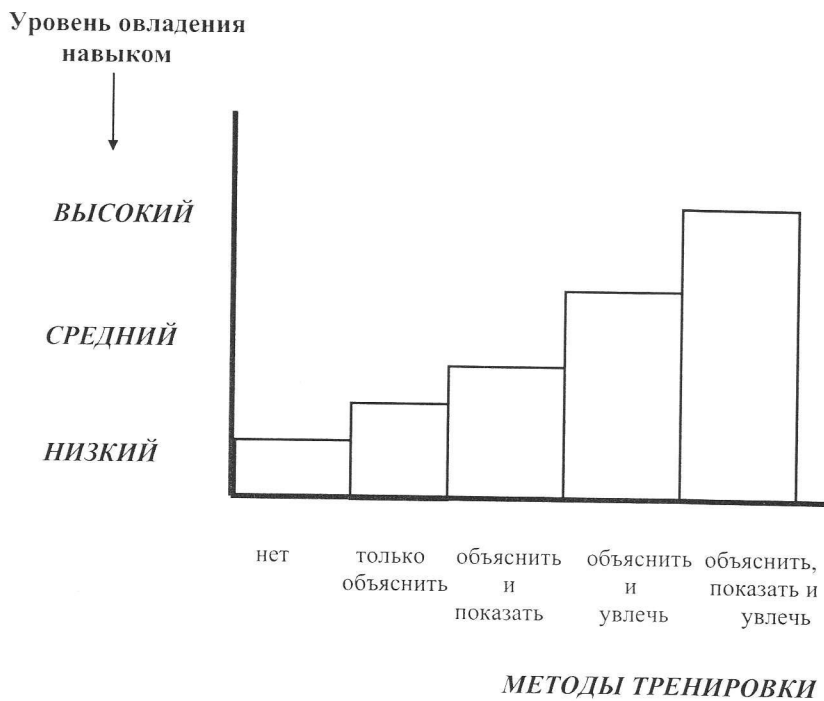 Уровень овладения
навыком
ВЫСОКИЙ
СРЕДНИЙ
НИЗКИЙ
нет
только
объяснить
объяснить
и
показать
объяснить
и
увлечь
объяснить,
показать и
увлечь
МЕТОДЫ ТРЕНИРОВКИ